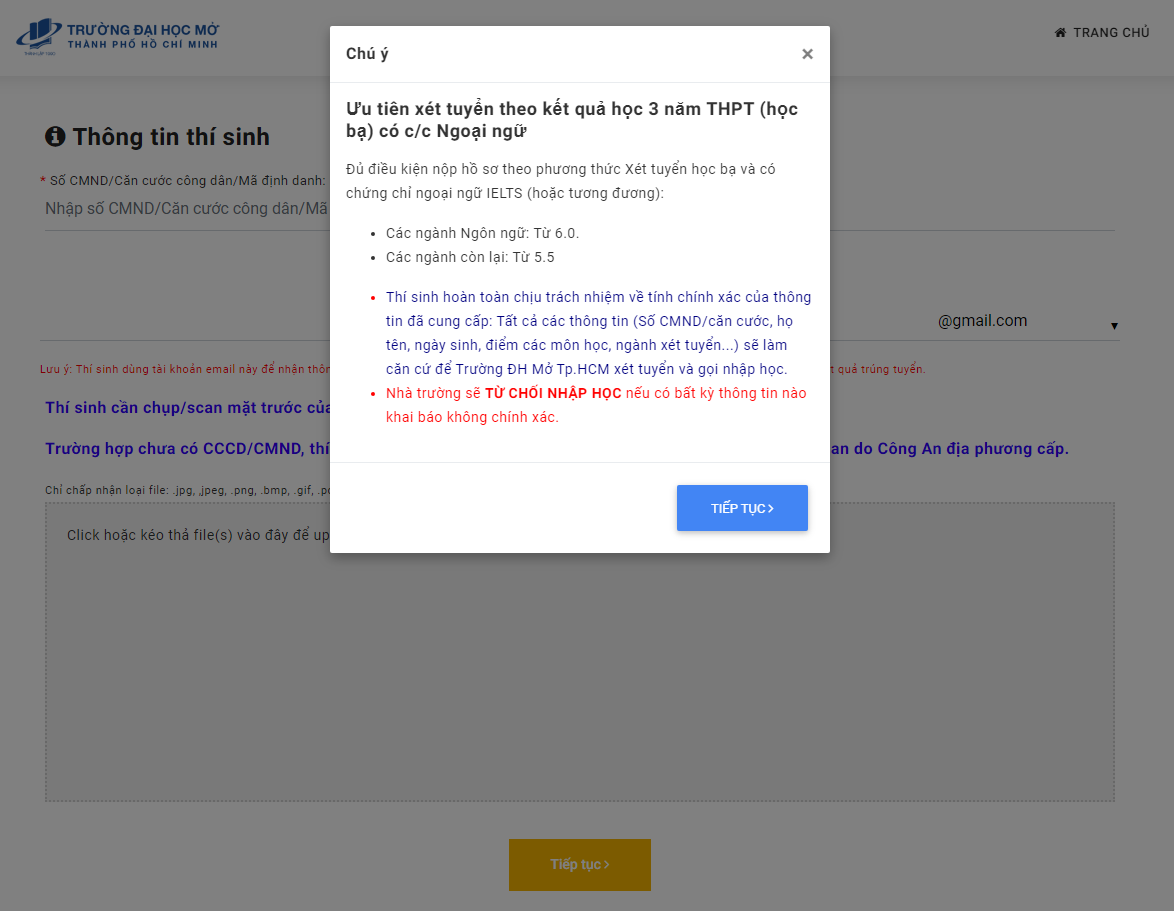 TRƯỜNG ĐẠI HỌC MỞ
THÀNH PHỐ HỒ CHÍ MINH
TRANG CHỦ
Chú ý
×
Ưu tiên xét tuyển theo kết quả học 3 năm THPT (học
bạ) có c/c Ngoại ngữ
Đủ điều kiện nộp hồ sơ theo phương thức Xét tuyển học bạ và có
chứng chỉ ngoại ngữ IELTS (hoặc tương đương):
• Các ngành Ngôn ngữ: Từ 6.0.
• Các ngành còn lại: Từ 5.5
• Thí sinh hoàn toàn chịu trách nhiệm về tính chính xác của thông
tin đã cung cấp: Tất cả các thông tin (Số CMND/căn cước, họ
tên, ngày sinh, điểm các môn học, ngành xét tuyển...) sẽ làm
căn cứ để Trường ĐH Mở Tp.HCM xét tuyển và gọi nhập học.
• Nhà trường sẽ TỪ CHỐI NHẬP HỌC nếu có bất kỳ thông tin nào
khai báo không chính xác.
TIẾP TỤC
Thông tin thí sinh
* Số CMND/Căn cước công dân/Mã định danh:
Nhập số CMND/Căn cước công dân/Mã
@gmail.com
Lưu ý: Thí sinh dùng tài khoản email này để nhận thôn
t quả trúng tuyển.
Thí sinh cần chụp/scan mặt trước của
Trường hợp chưa có CCCD/CMND, thí
an do Công An địa phương cấp.
Chỉ chấp nhận loại file: .jpg, .jpeg, .png, .bmp, .gif,
Click hoặc kéo thả file(s) vào đây để up
Tiếp tục